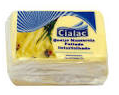 Cialac
Queijo Mussarela
Fatiado
Interfolhado